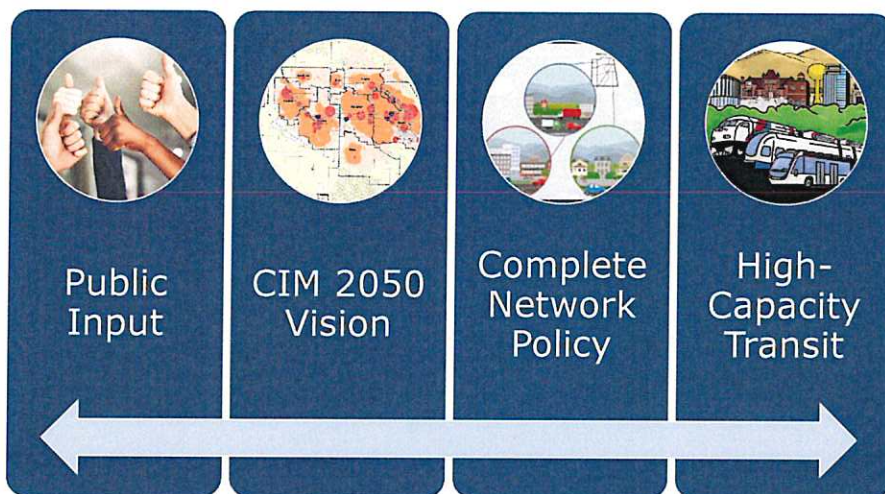 Public
Input
CIM 2050
Vision
Complete
Network
Policy
High-
Capacity
Transit